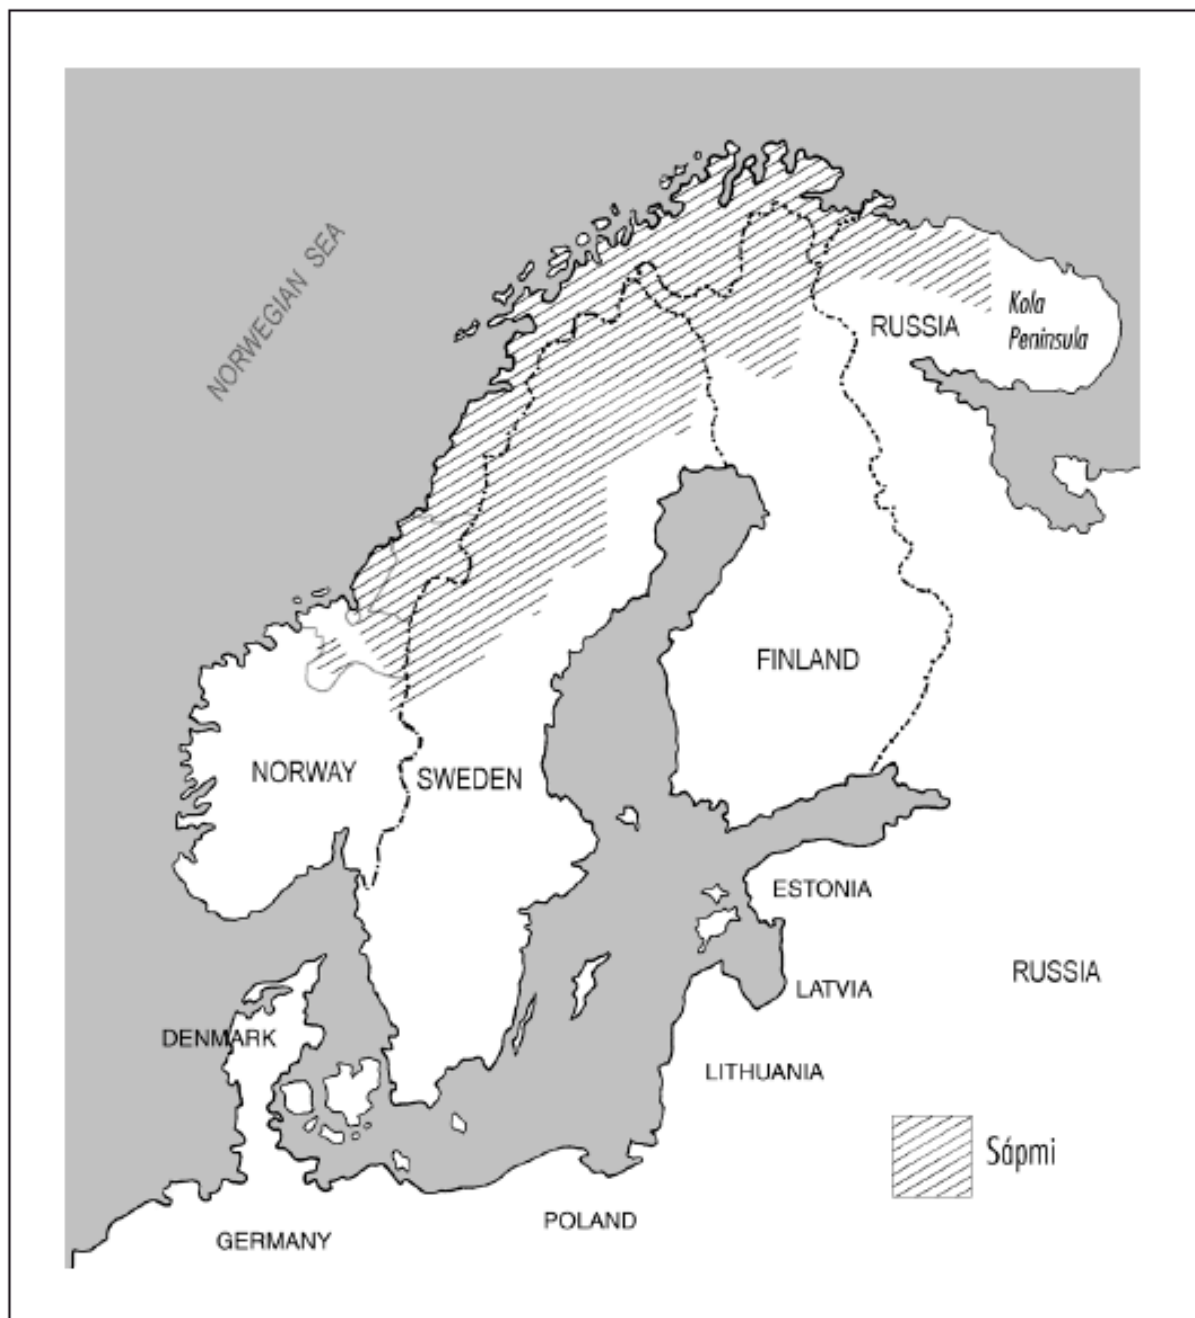 NORWEGIAN SEA
RUSSIA
Kola
Peninsula
FINLAND
NORWAY
SWEDEN
ESTONIA
RUSSIA
LATVIA
DENMARK
LITHUANIA
Sápmi
POLAND
GERMANY